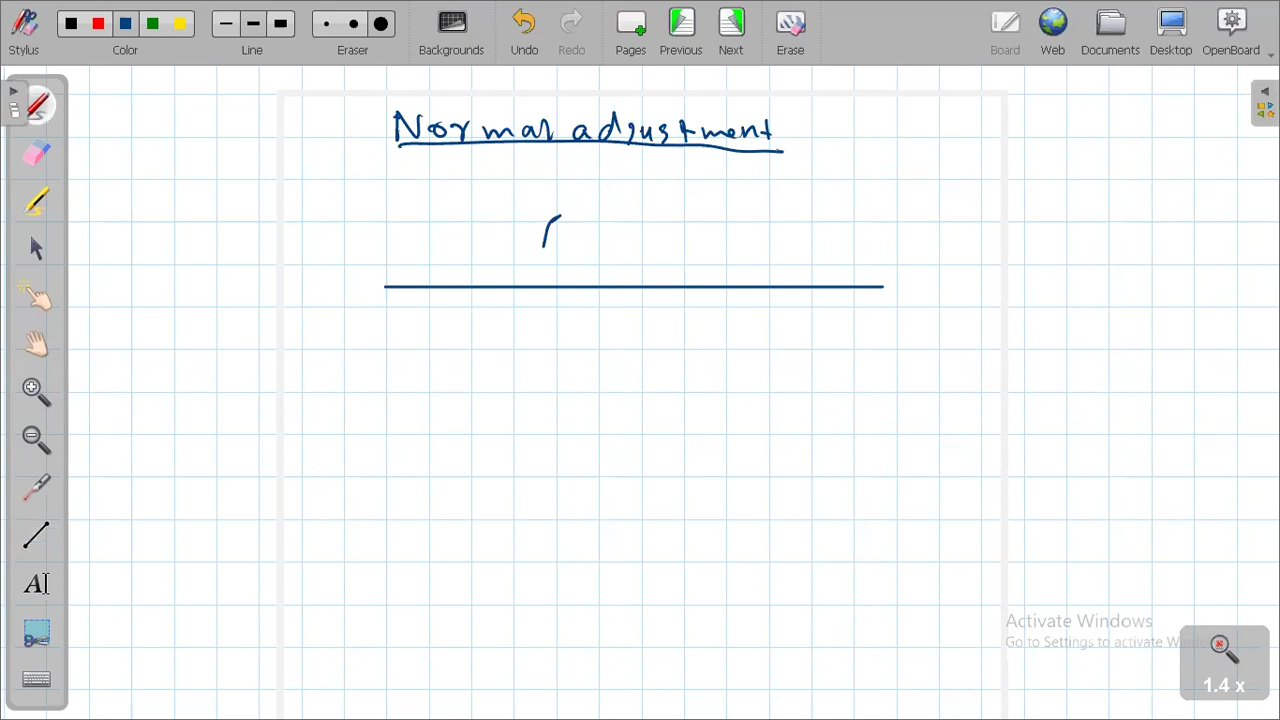 Stylus
Color
Line
Eraser
Backgrounds
Undo
Redo
Pages
Previous
Next
Erase
Board
Web
Documents
Desktop
OpenBoard
Normal adjustment
A
Activate Windows
Go to Settings to activate Wind
1.4 x